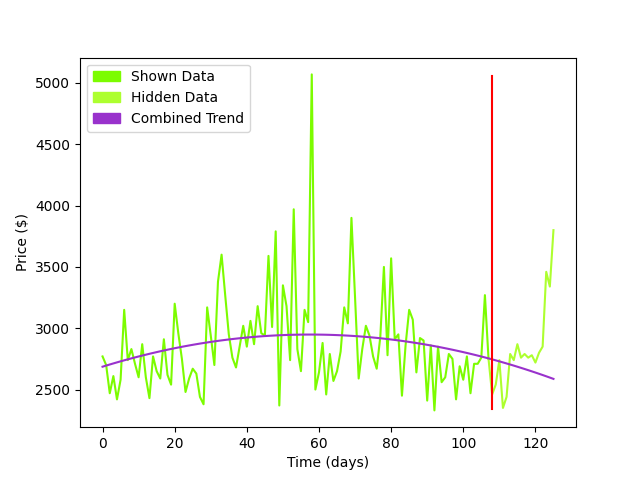 Shown Data
Hidden Data
Combined Trend
Price ($)
5000
4500
4000
3500
3000
2500
0 20 40 60 80 100 120
Time (days)